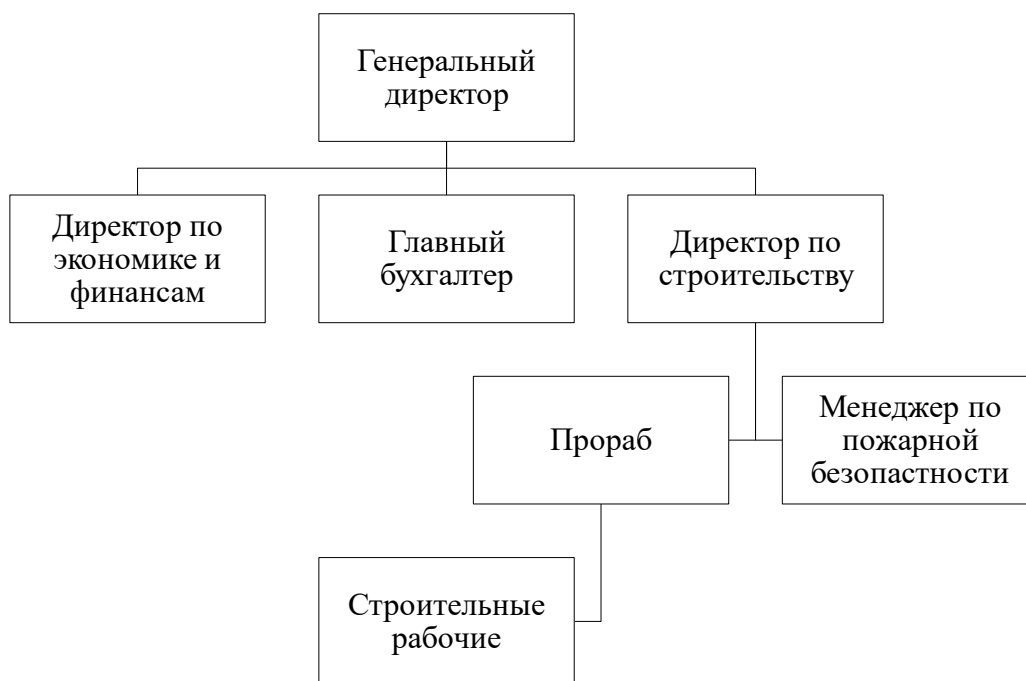 Генеральный
директор
Директор по
экономике и
финансам
Главный
бухгалтер
Директор по
строительству
Прораб
Менеджер по
пожарной
безопастности
Строительные
рабочие